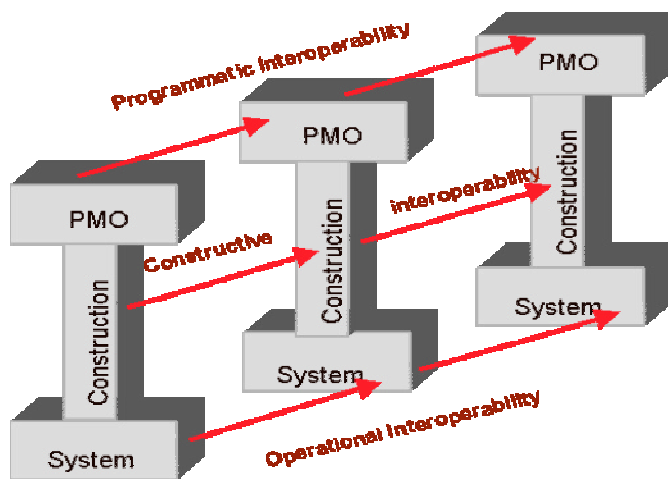 Programmatic Interoperability
PMO
PMO
PMO
Constructive
interoperability
Construction
Construction
Construction
System
System
System
Operational Interoperability